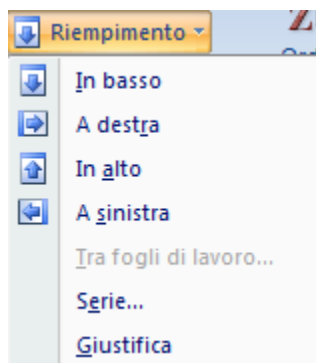 Riempimento
In basso
A destra
In alto
A sinistra
Tra fogli di lavoro...
Serie...
Giustifica